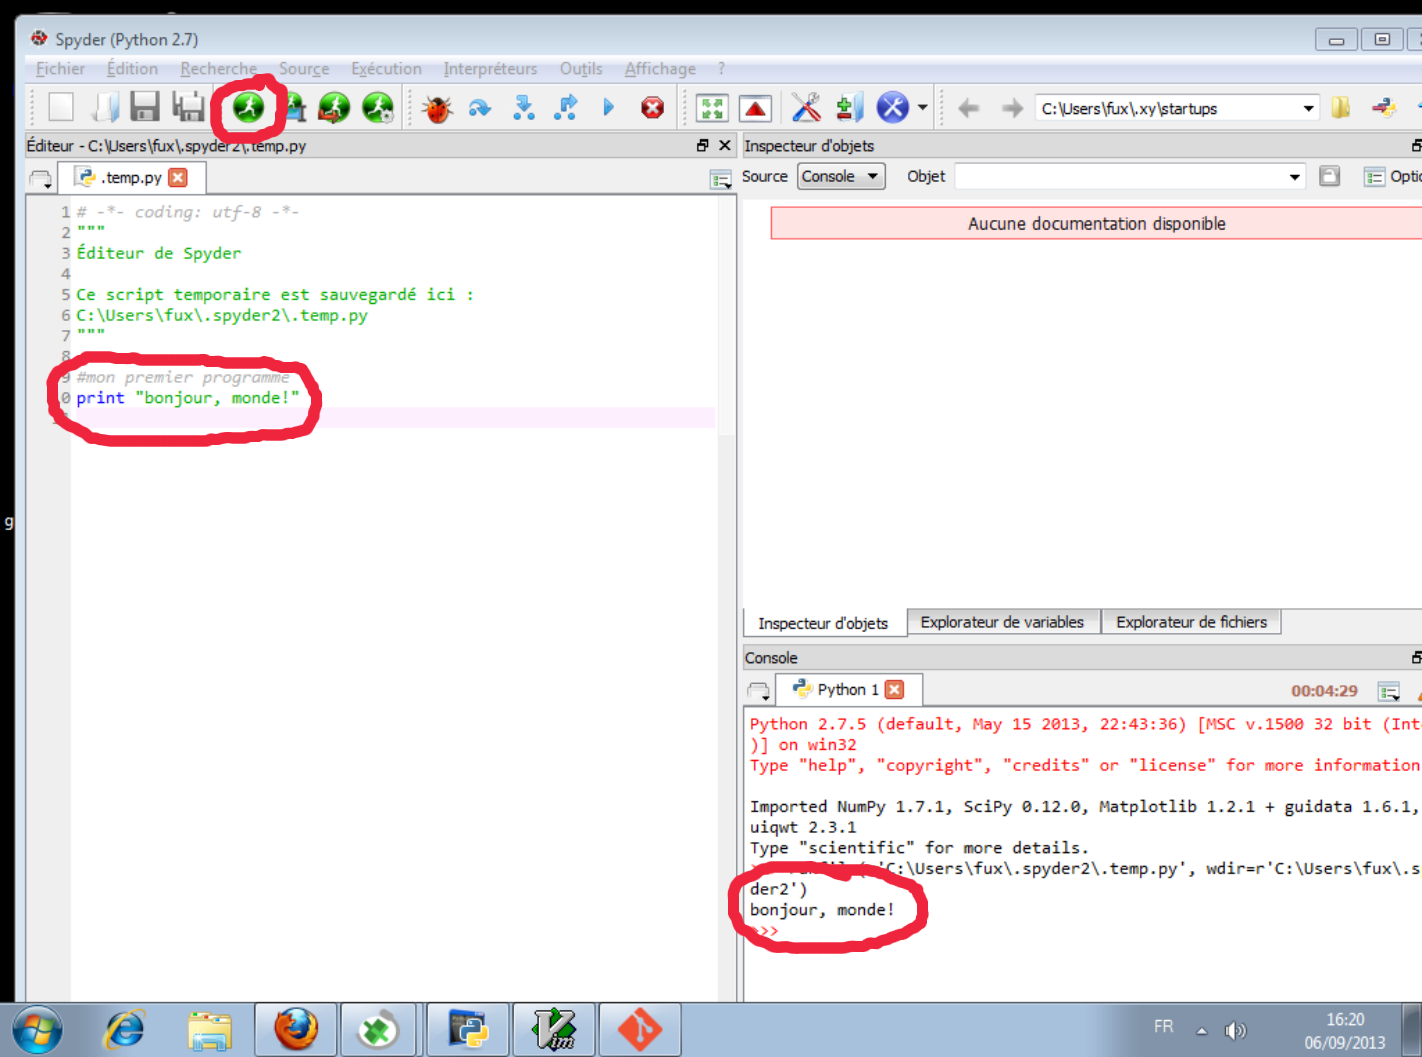 Spyder (Python 2.7)
Fichier Édition Recherche Source Exécution Interpréteurs Outils Affichage ?
C:\Users\fux\.xy\startups
Éditeur - C:\Users\fux\.spyder2\.temp.py
.temp.py
1 # -*- coding: utf-8 -*-
2 """
3 Éditeur de Spyder
4
5 Ce script temporaire est sauvegardé ici :
6 C:\Users\fux\.spyder2\.temp.py
7 """
8
9 #mon premier programme
0 print "bonjour, monde!"
Inspecteur d'objets
Source Console Objet Optio
Aucune documentation disponible
Inspecteur d'objets Explorateur de variables Explorateur de fichiers
Console
Python 1 00:04:29
Python 2.7.5 (default, May 15 2013, 22:43:36) [MSC v.1500 32 bit (Int
)] on win32
Type "help", "copyright", "credits" or "license" for more information
Imported NumPy 1.7.1, SciPy 0.12.0, Matplotlib 1.2.1 + guidata 1.6.1,
uiqwt 2.3.1
Type "scientific" for more details.
'C:\Users\fux\.spyder2\.temp.py', wdir=r'C:\Users\fux\.s
der2')
bonjour, monde!
>>>
g
FR 16:20
06/09/2013